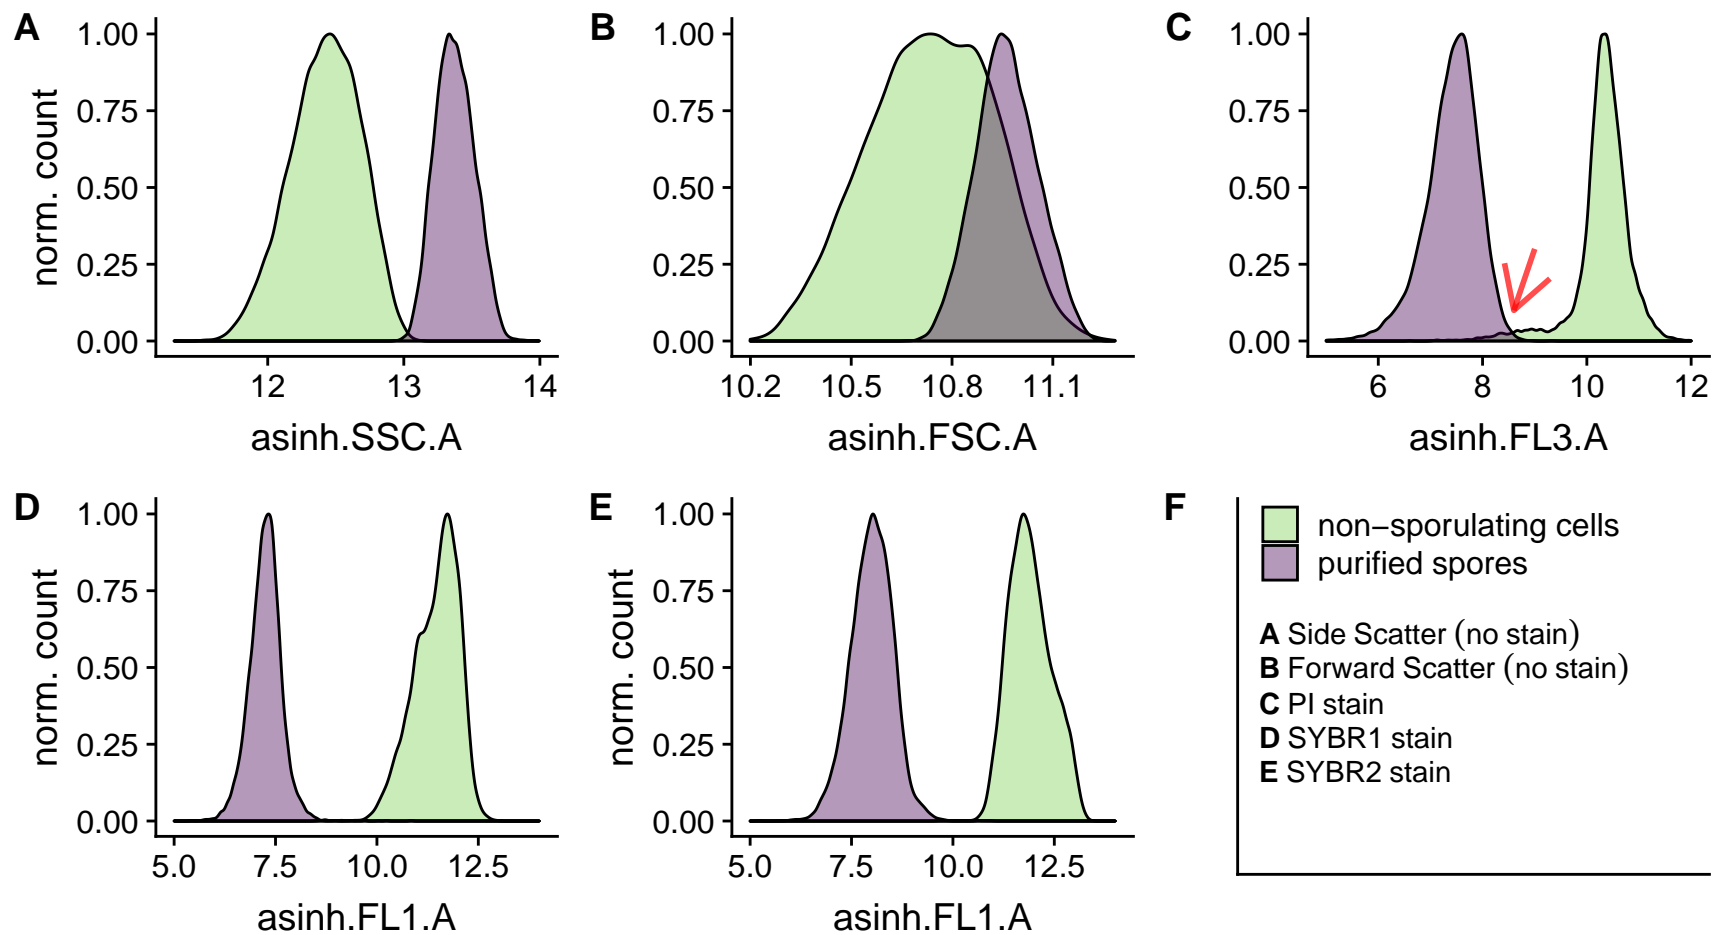 A
1.00
0.75
0.50
0.25
0.00
norm. count
12 13 14
asinh.SSC.A
B
1.00
0.75
0.50
0.25
0.00
10.2 10.5 10.8 11.1
asinh.FSC.A
C
1.00
0.75
0.50
0.25
0.00
6 8 10 12
asinh.FL3.A
D
1.00
0.75
0.50
0.25
0.00
norm. count
5.0 7.5 10.0 12.5
asinh.FL1.A
E
1.00
0.75
0.50
0.25
0.00
norm. count
5.0 7.5 10.0 12.5
asinh.FL1.A
F
non−sporulating cells
purified spores
A Side Scatter (no stain)
B Forward Scatter (no stain)
C PI stain
D SYBR1 stain
E SYBR2 stain